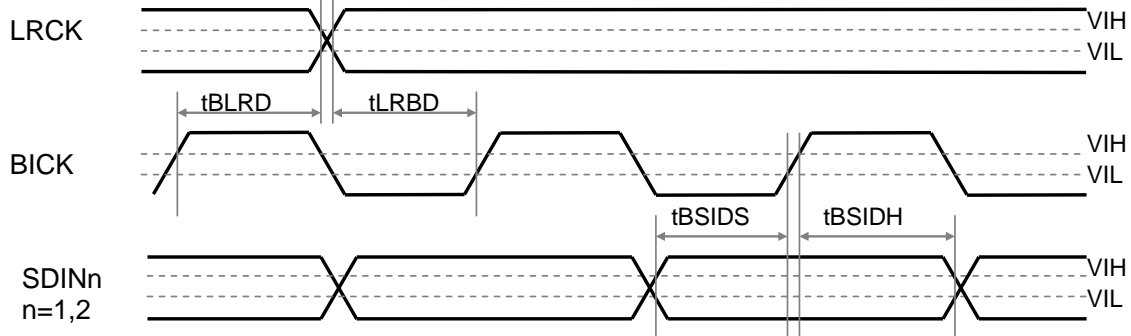 LRCK
VIH
VIL
tBLRD
tLRBD
BICK
VIH
VIL
tBSIDS
tBSIDH
SDINn
n=1,2
VIH
VIL